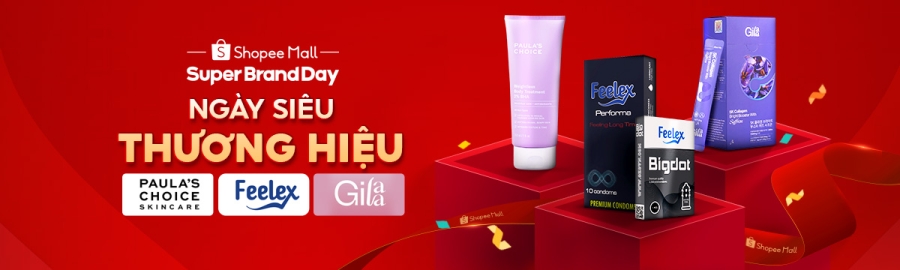 Shopee Mall
Super Brand Day
NGÀY SIÊU
THƯƠNG HIỆU
PAULA'S
CHOICE
SKINCARE
Feelex
Gilaa
PAULA'S
CHOICE
Feelex
Performa
10 condoms
PREMIUM CONDOMS
Feelex
Bigdot
Gilaa
Shopee Mall
Shopee Mall